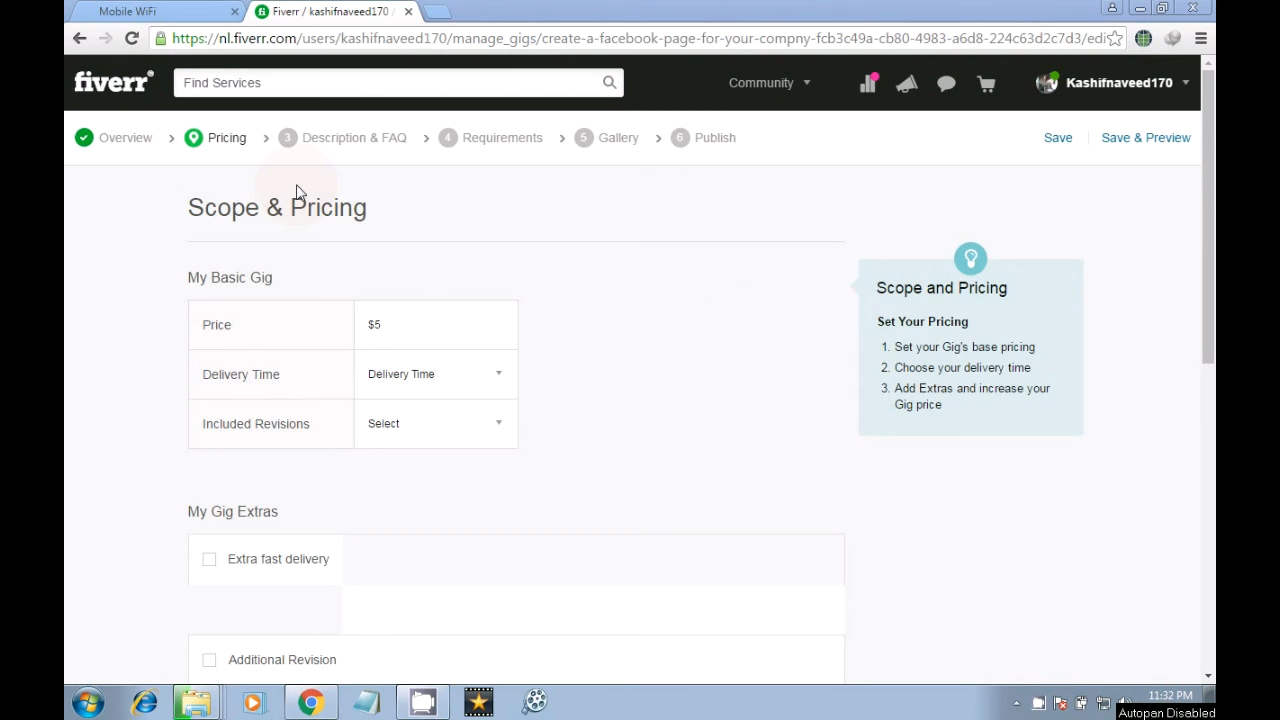 Mobile WiFi
Fiverr / kashifnaveed170 /
https://nl.fiverr.com/users/kashifnaveed170/manage_gigs/create-a-facebook-page-for-your-compny-fcb3c49a-cb80-4983-a6d8-224c63d2c7d3/edi
fiverr
Find Services
Community
Kashifnaveed170
Overview
Pricing
3 Description & FAQ
4 Requirements
5 Gallery
6 Publish
Save
Save & Preview
Scope & Pricing
My Basic Gig
Price $5
Delivery Time Delivery Time
Included Revisions Select
Scope and Pricing
Set Your Pricing
1. Set your Gig's base pricing
2. Choose your delivery time
3. Add Extras and increase your
Gig price
My Gig Extras
Extra fast delivery
Additional Revision
11:32 PM
Autopan Disabled